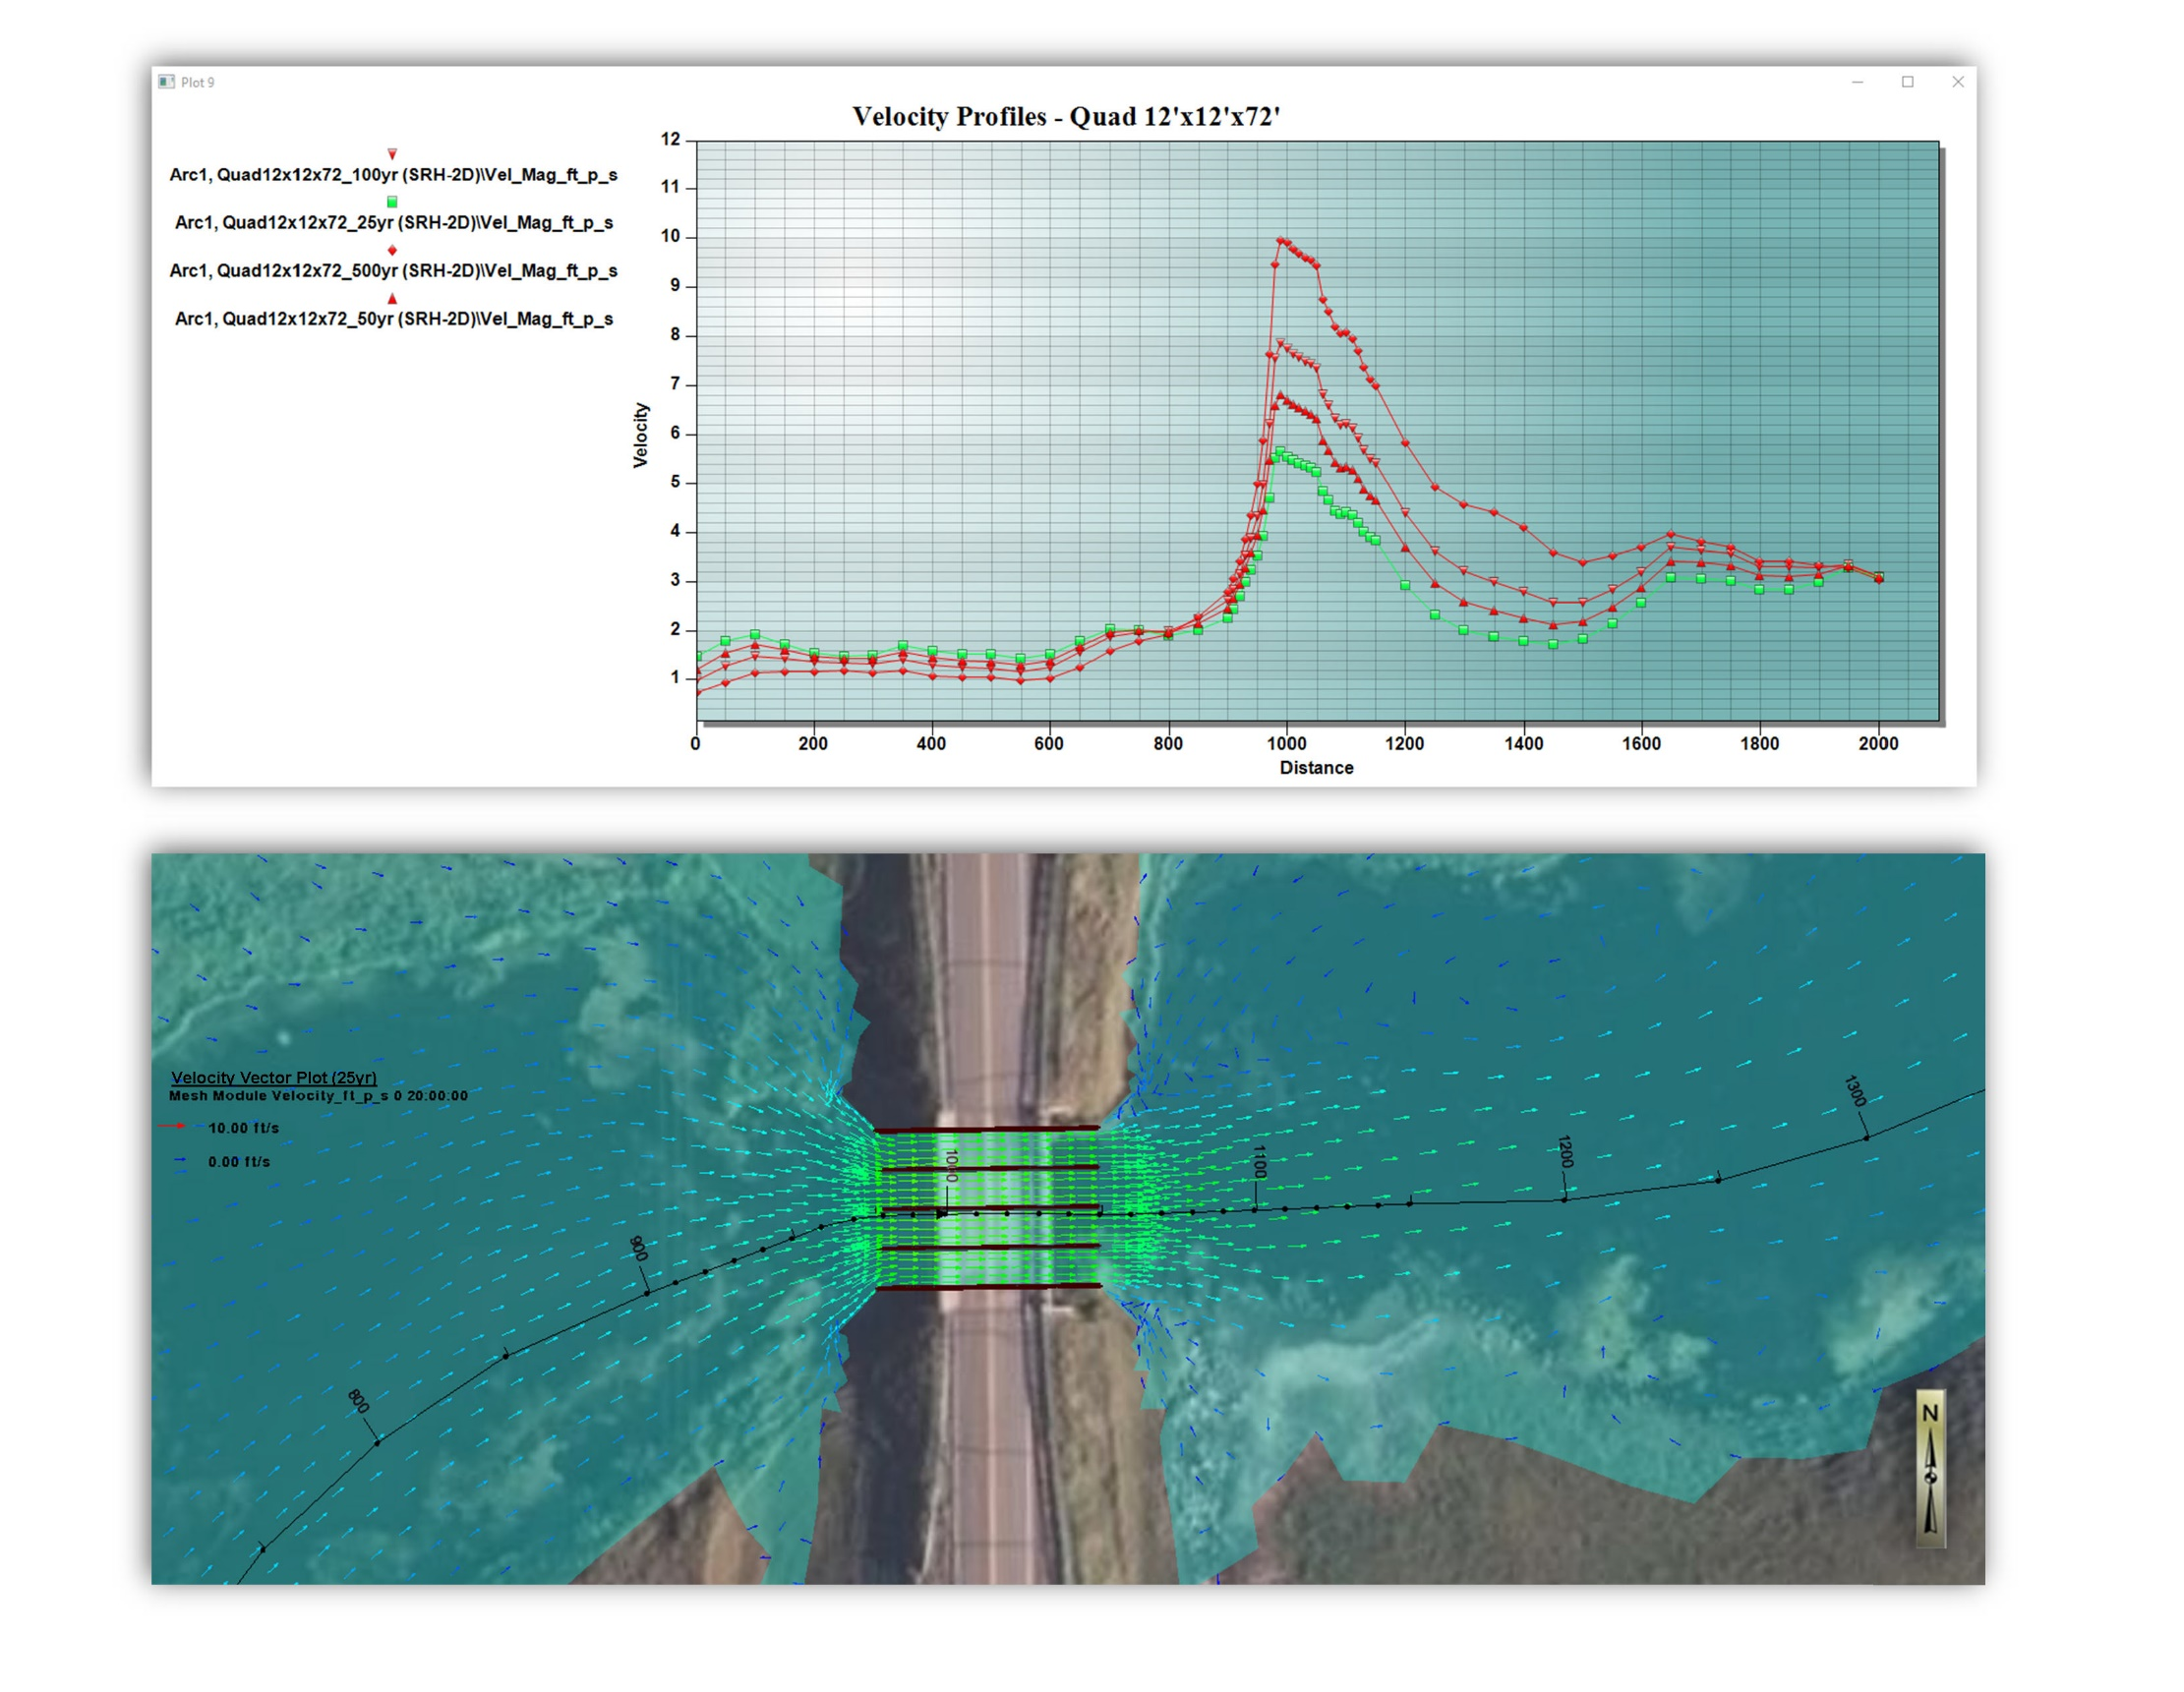 Plot 9
Velocity Profiles - Quad 12'x12'x72'
Arc1, Quad12x12x72_100yr (SRH-2D)\Vel_Mag_ft_p_s
Arc1, Quad12x12x72_25yr (SRH-2D)\Vel_Mag_ft_p_s
Arc1, Quad12x12x72_500yr (SRH-2D)\Vel_Mag_ft_p_s
Arc1, Quad12x12x72_50yr (SRH-2D)\Vel_Mag_ft_p_s
Velocity
12
11
10
9
8
7
6
5
4
3
2
1
0 200 400 600 800 1000 1200 1400 1600 1800 2000
Distance
Velocity Vector Plot (25yr)
Mesh Module Velocity_ft_p_s 0 20:00:00
10.00 ft/s
0.00 ft/s
800
900
1000
1100
1200
1300
N